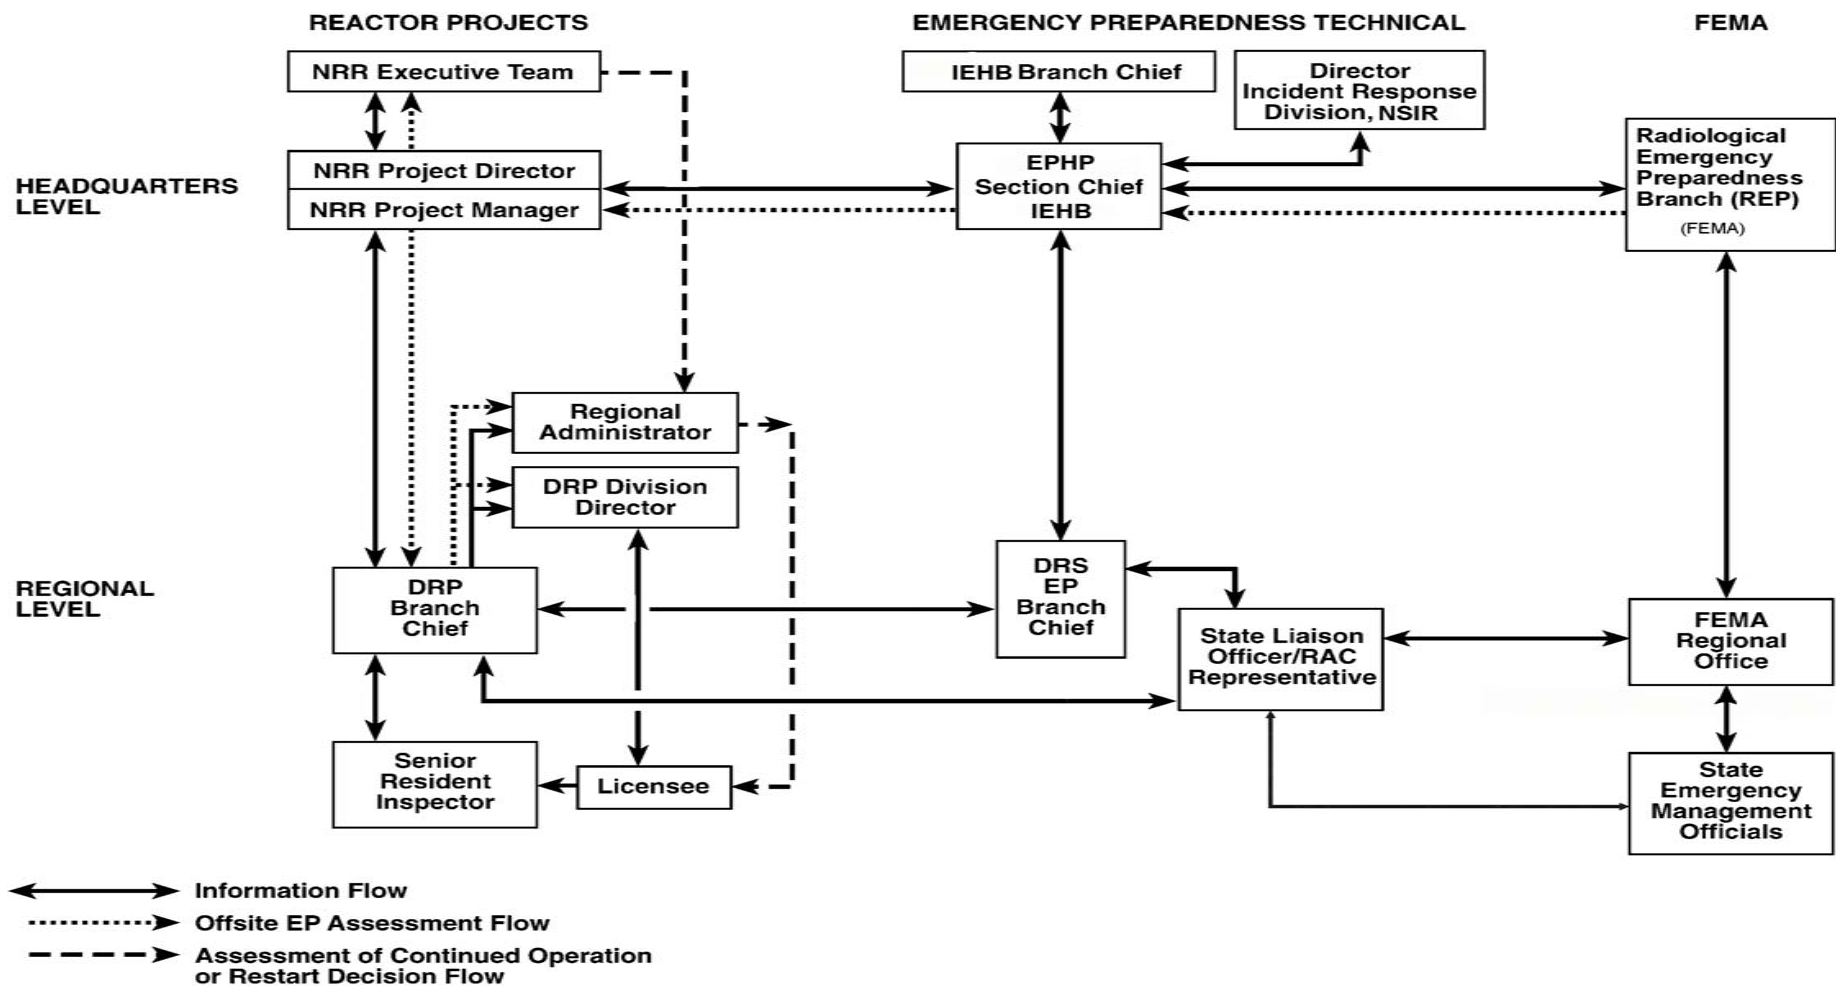 REACTOR PROJECTS
EMERGENCY PREPAREDNESS TECHNICAL
FEMA
HEADQUARTERS
LEVEL
NRR Executive Team
NRR Project Director
NRR Project Manager
IEHB Branch Chief
Director
Incident Response
Division, NSIR
EPHP
Section Chief
IEHB
Radiological
Emergency
Preparedness
Branch (REP)
(FEMA)
REGIONAL
LEVEL
Regional
Administrator
DRP Division
Director
DRP
Branch
Chief
DRS
EP
Branch
Chief
State Liaison
Officer/RAC
Representative
FEMA
Regional
Office
Senior
Resident
Inspector
Licensee
State
Emergency
Management
Officials
Information Flow
Offsite EP Assessment Flow
Assessment of Continued Operation
or Restart Decision Flow